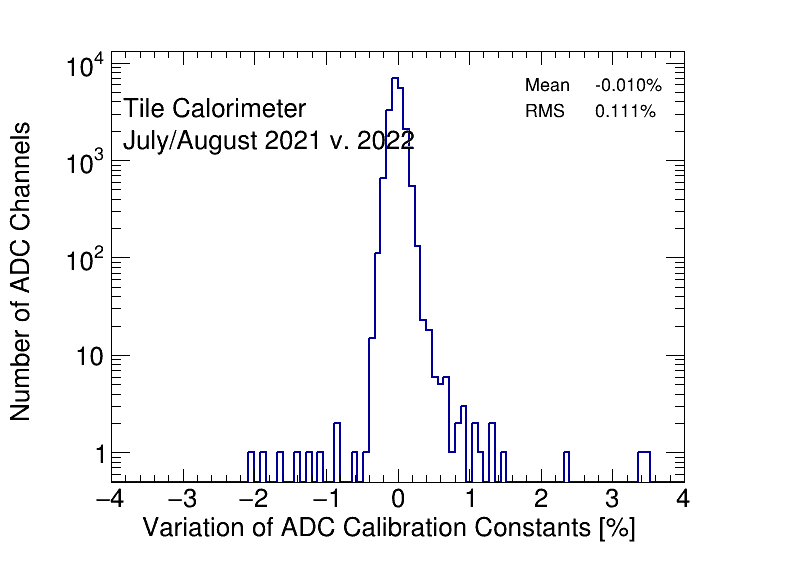 10⁴
Mean -0.010%
Tile Calorimeter
RMS 0.111%
July/August 2021 v. 2022
10³
Number of ADC Channels
10²
10
1
−4 −3 −2 −1 0 1 2 3 4
Variation of ADC Calibration Constants [%]